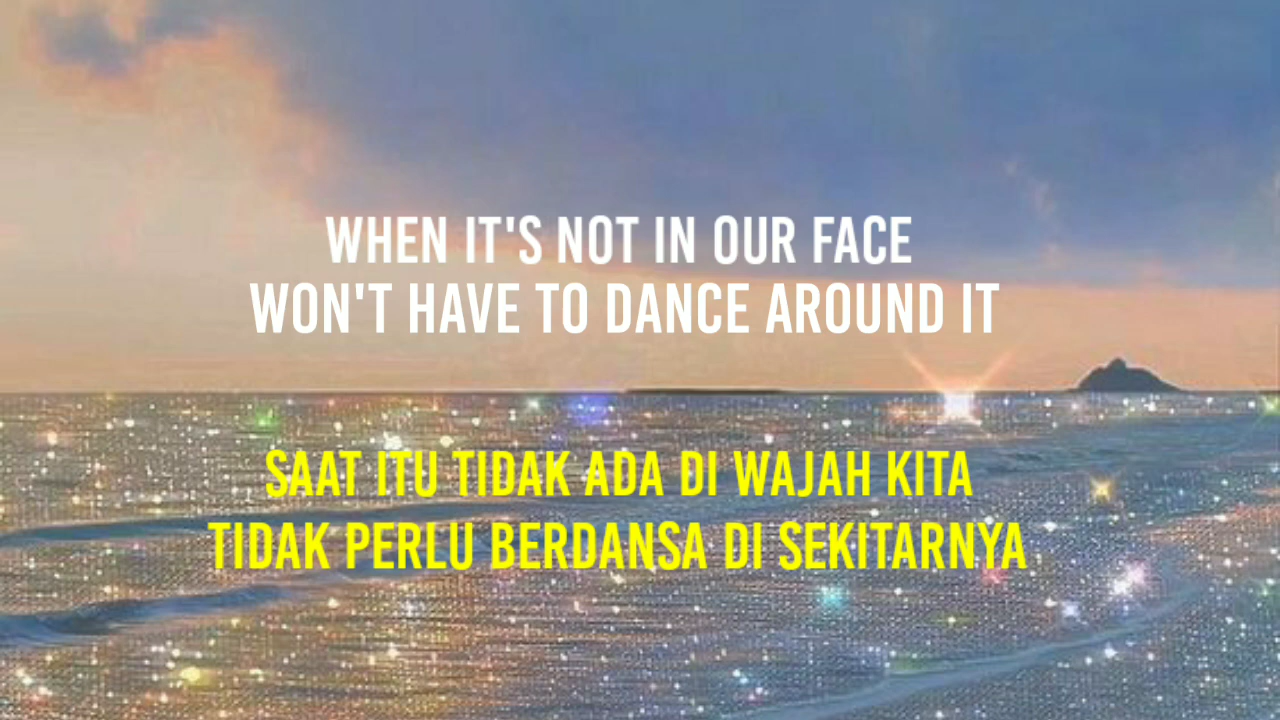 WHEN IT'S NOT IN OUR FACE
WON'T HAVE TO DANCE AROUND IT
SAAT ITU TIDAK ADA DI WAJAH KITA
TIDAK PERLU BERDANSA DI SEKITARNYA